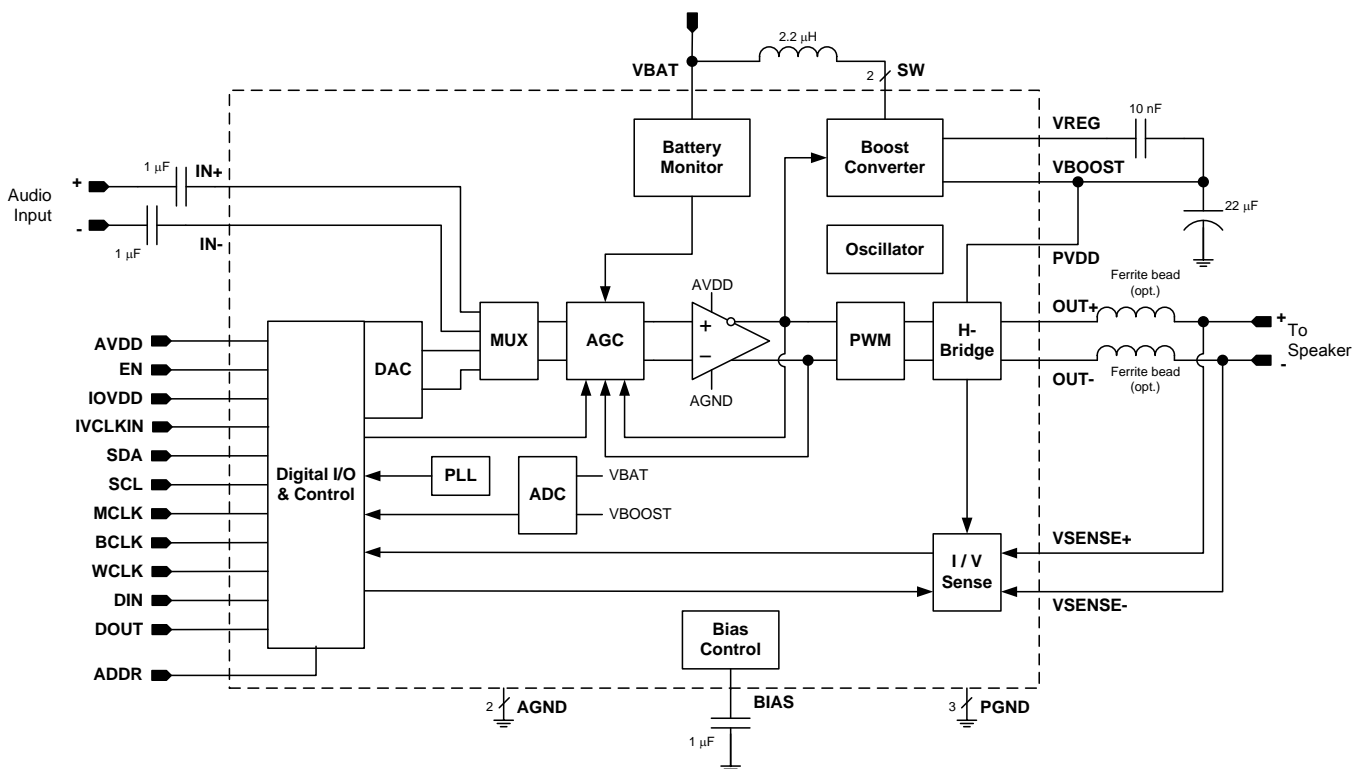 2.2 μH
VBAT
2
SW
10 nF
VREG
Battery
Monitor
Boost
Converter
VBOOST
22 μF
1 μF
IN+
+
Audio
Input
-
1 μF
IN-
Oscillator
PVDD
Ferrite bead
(opt.)
OUT+
AVDD
MUX
AGC
+
−
PWM
H-
Bridge
+
To
Speaker
-
OUT-
Ferrite bead
(opt.)
AGND
DAC
AVDD
EN
IOVDD
IVCLKIN
SDA
SCL
MCLK
BCLK
WCLK
DIN
DOUT
ADDR
Digital I/O
& Control
PLL
ADC
VBAT
VBOOST
I / V
Sense
VSENSE+
VSENSE-
Bias
Control
2
AGND
BIAS
1 μF
3
PGND